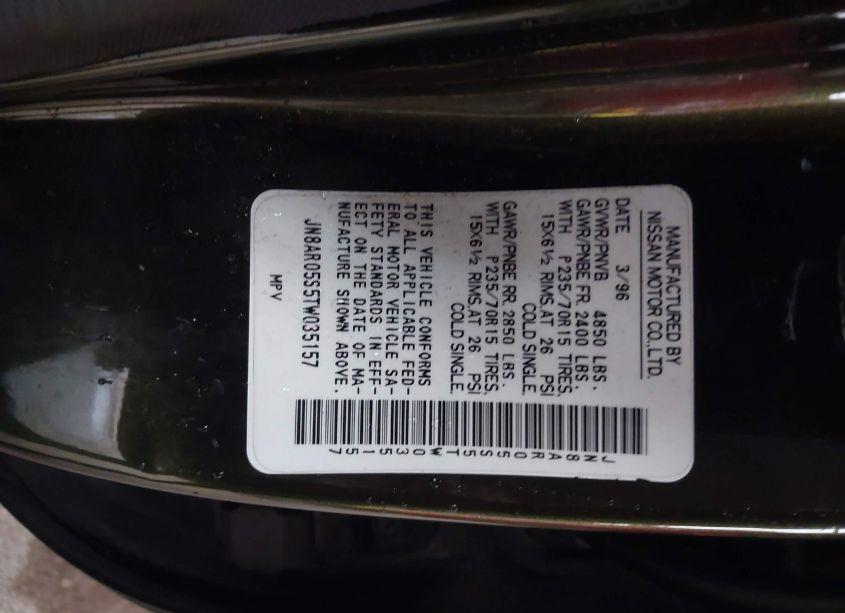 MANUFACTURED BY
NISSAN MOTOR CO.,LTD.
DATE 3/96
GVWR/PNVB 4850 LBS.
GAWR/PNBE FR 2400 LBS.
WITH P235/70R15 TIRES,
15X6½ RIMS,AT 26 PSI
COLD SINGLE.
GAWR/PNBE RR 2850 LBS.
WITH P235/70R15 TIRES,
15X6½ RIMS,AT 26 PSI
COLD SINGLE.
THIS VEHICLE CONFORMS
TO ALL APPLICABLE FED-
ERAL MOTOR VEHICLE SA-
FETY STANDARDS IN EFF-
ECT ON THE DATE OF MA-
NUFACTURE SHOWN ABOVE.
JN8AR05S5TW035157
MPV
JN8AR05S5TW035157